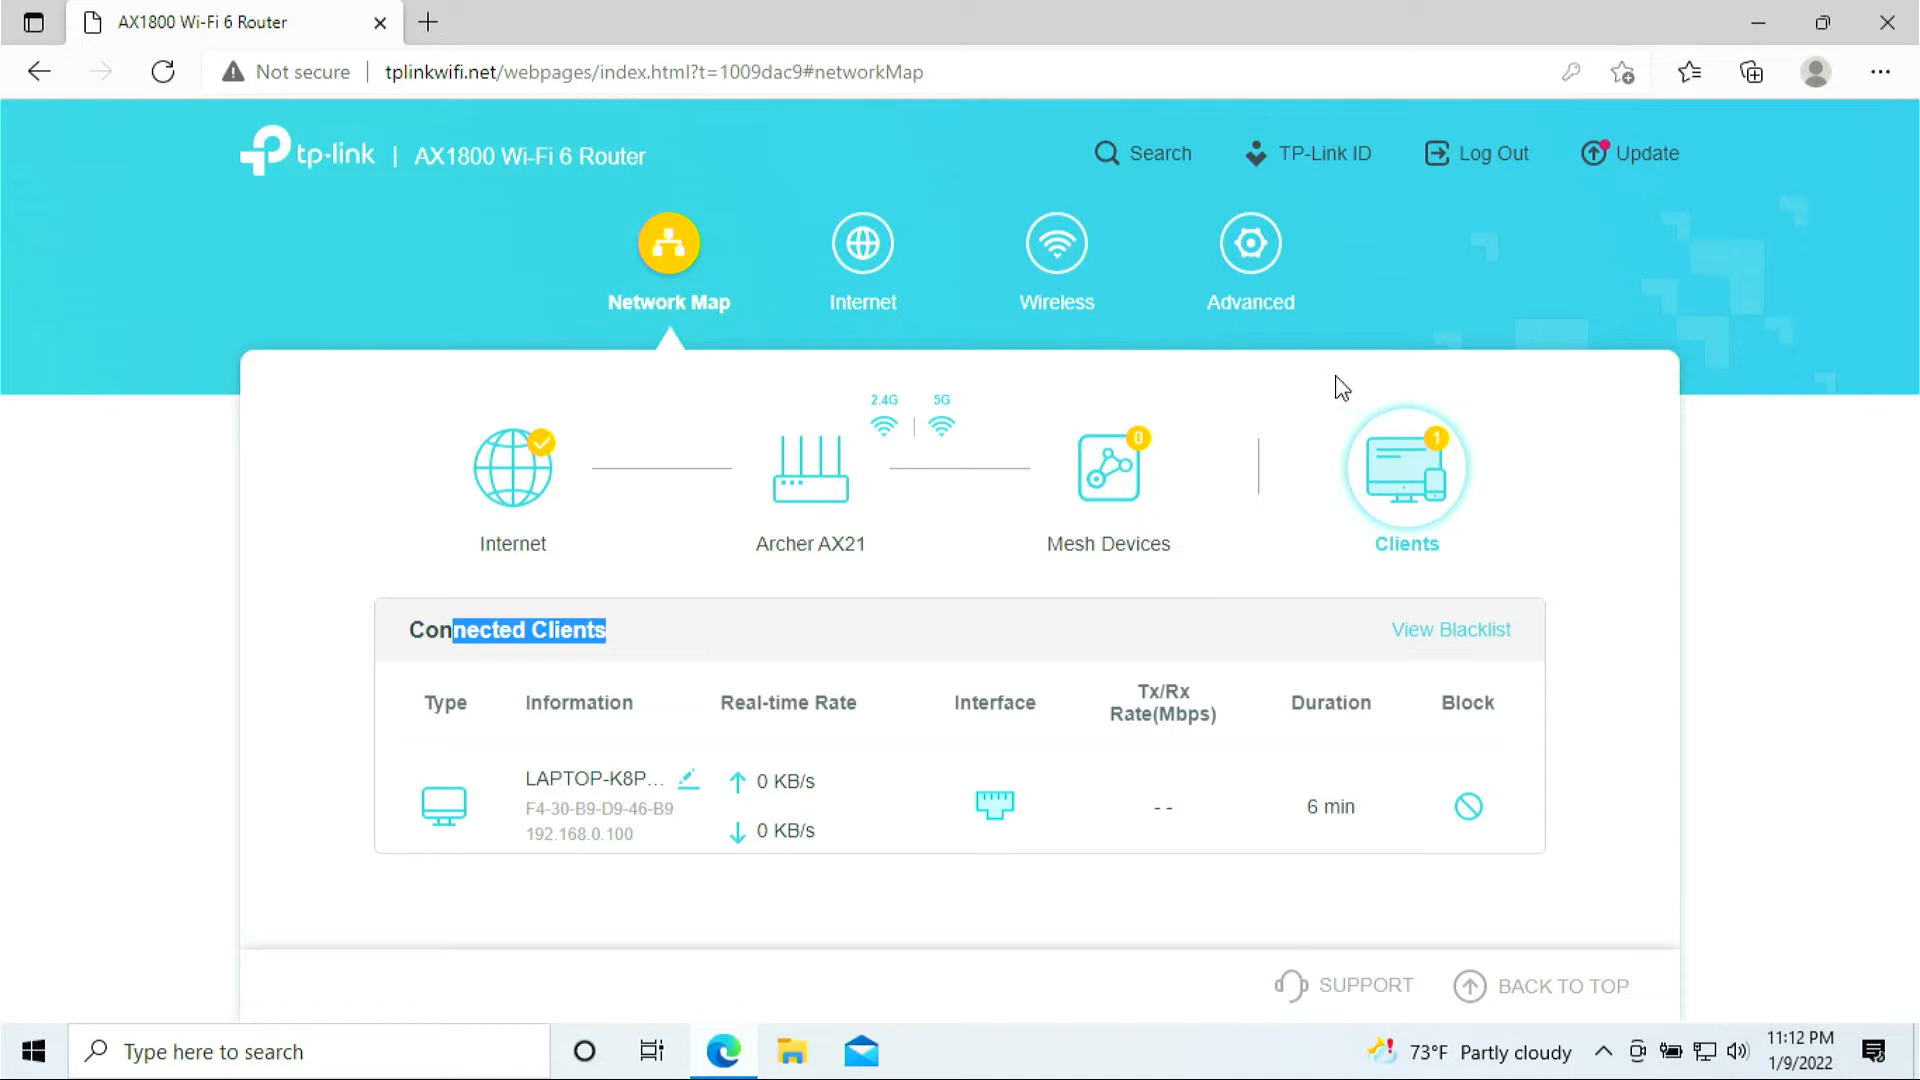 AX1800 Wi-Fi 6 Router
Not secure | tplinkwifi.net/webpages/index.html?t=1009dac9#networkMap
tp-link | AX1800 Wi-Fi 6 Router
Search
TP-Link ID
Log Out
Update
Network Map
Internet
Wireless
Advanced
2.4G
5G
0
1
Internet
Archer AX21
Mesh Devices
Clients
Connected Clients
View Blacklist
Type
Information
Real-time Rate
Interface
Tx/Rx
Rate(Mbps)
Duration
Block
LAPTOP-K8P...
F4-30-B9-D9-46-B9
192.168.0.100
0 KB/s
0 KB/s
- -
6 min
SUPPORT
BACK TO TOP
Type here to search
73°F Partly cloudy
11:12 PM
1/9/2022